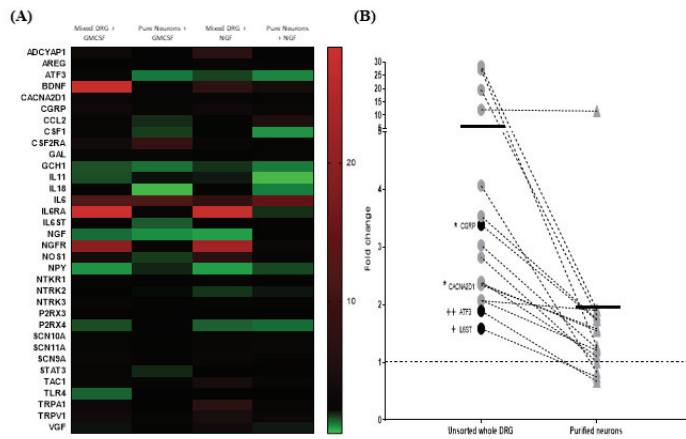 (A)
Mixed DRG + GMCSF
Pure Neurons + GMCSF
Mixed DRG + NGF
Pure Neurons + NGF
ADCYAP1
AREG
ATF3
BDNF
CACNA2D1
CGRP
CCL2
CSF1
CSF2RA
GAL
GCH1
IL11
IL18
IL6
IL6RA
IL6ST
NGF
NGFR
NOS1
NPY
NTKR1
NTRK2
NTRK3
P2RX3
P2RX4
SCN10A
SCN11A
SCN9A
STAT3
TAC1
TLR4
TRPA1
TRPV1
VGF
20
10
(B)
Fold change
30
25
20
15
10
5
5
4
3
2
1
0
* CGRP
* CACNA2D1
++ ATF3
+ IL6ST
Unsorted whole DRG
Purified neurons